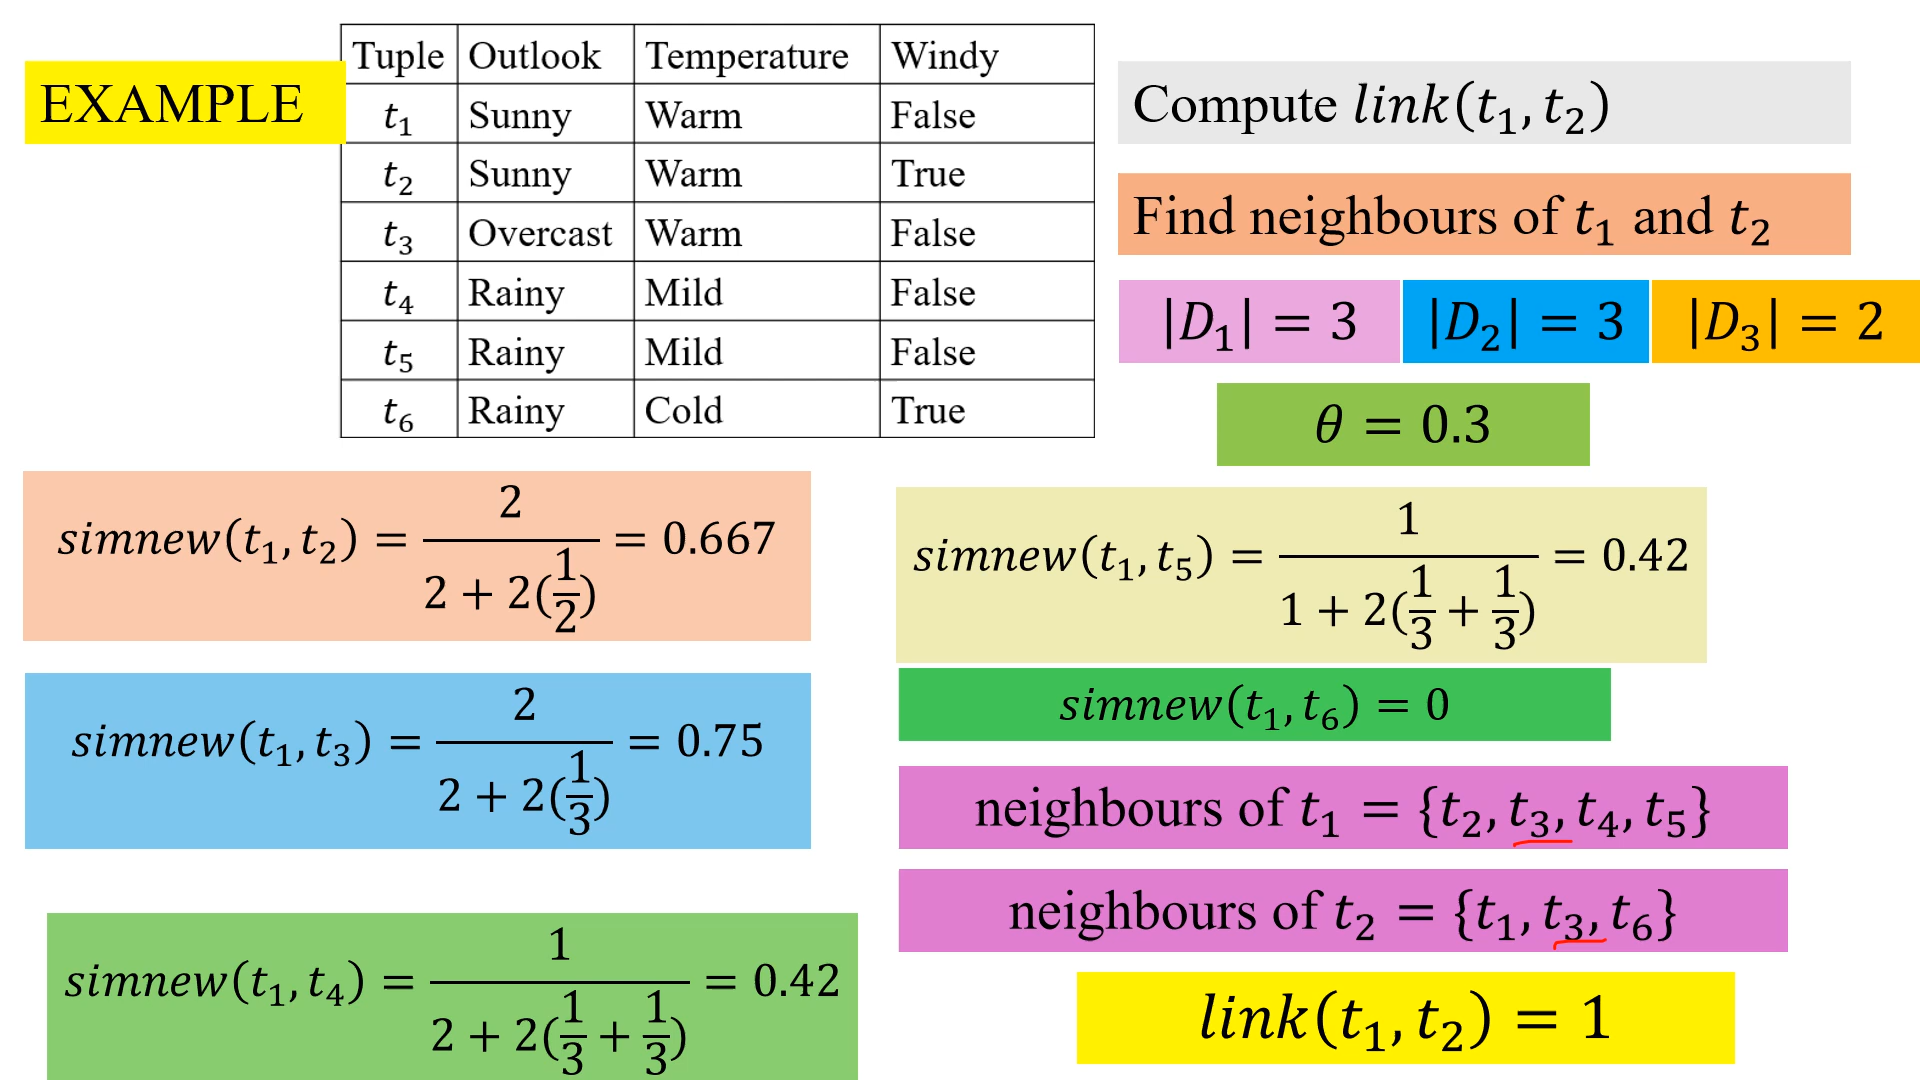 EXAMPLE
Tuple Outlook Temperature Windy
t₁ Sunny Warm False
t₂ Sunny Warm True
t₃ Overcast Warm False
t₄ Rainy Mild False
t₅ Rainy Mild False
t₆ Rainy Cold True
Compute link(t₁, t₂)
Find neighbours of t₁ and t₂
|D₁| = 3
|D₂| = 3
|D₃| = 2
θ = 0.3
simnew(t₁, t₂) = 2 / (2 + 2(1/2)) = 0.667
simnew(t₁, t₃) = 2 / (2 + 2(1/3)) = 0.75
simnew(t₁, t₄) = 1 / (2 + 2(1/3 + 1/3)) = 0.42
simnew(t₁, t₅) = 1 / (1 + 2(1/3 + 1/3)) = 0.42
simnew(t₁, t₆) = 0
neighbours of t₁ = {t₂, t₃, t₄, t₅}
neighbours of t₂ = {t₁, t₃, t₆}
link(t₁, t₂) = 1